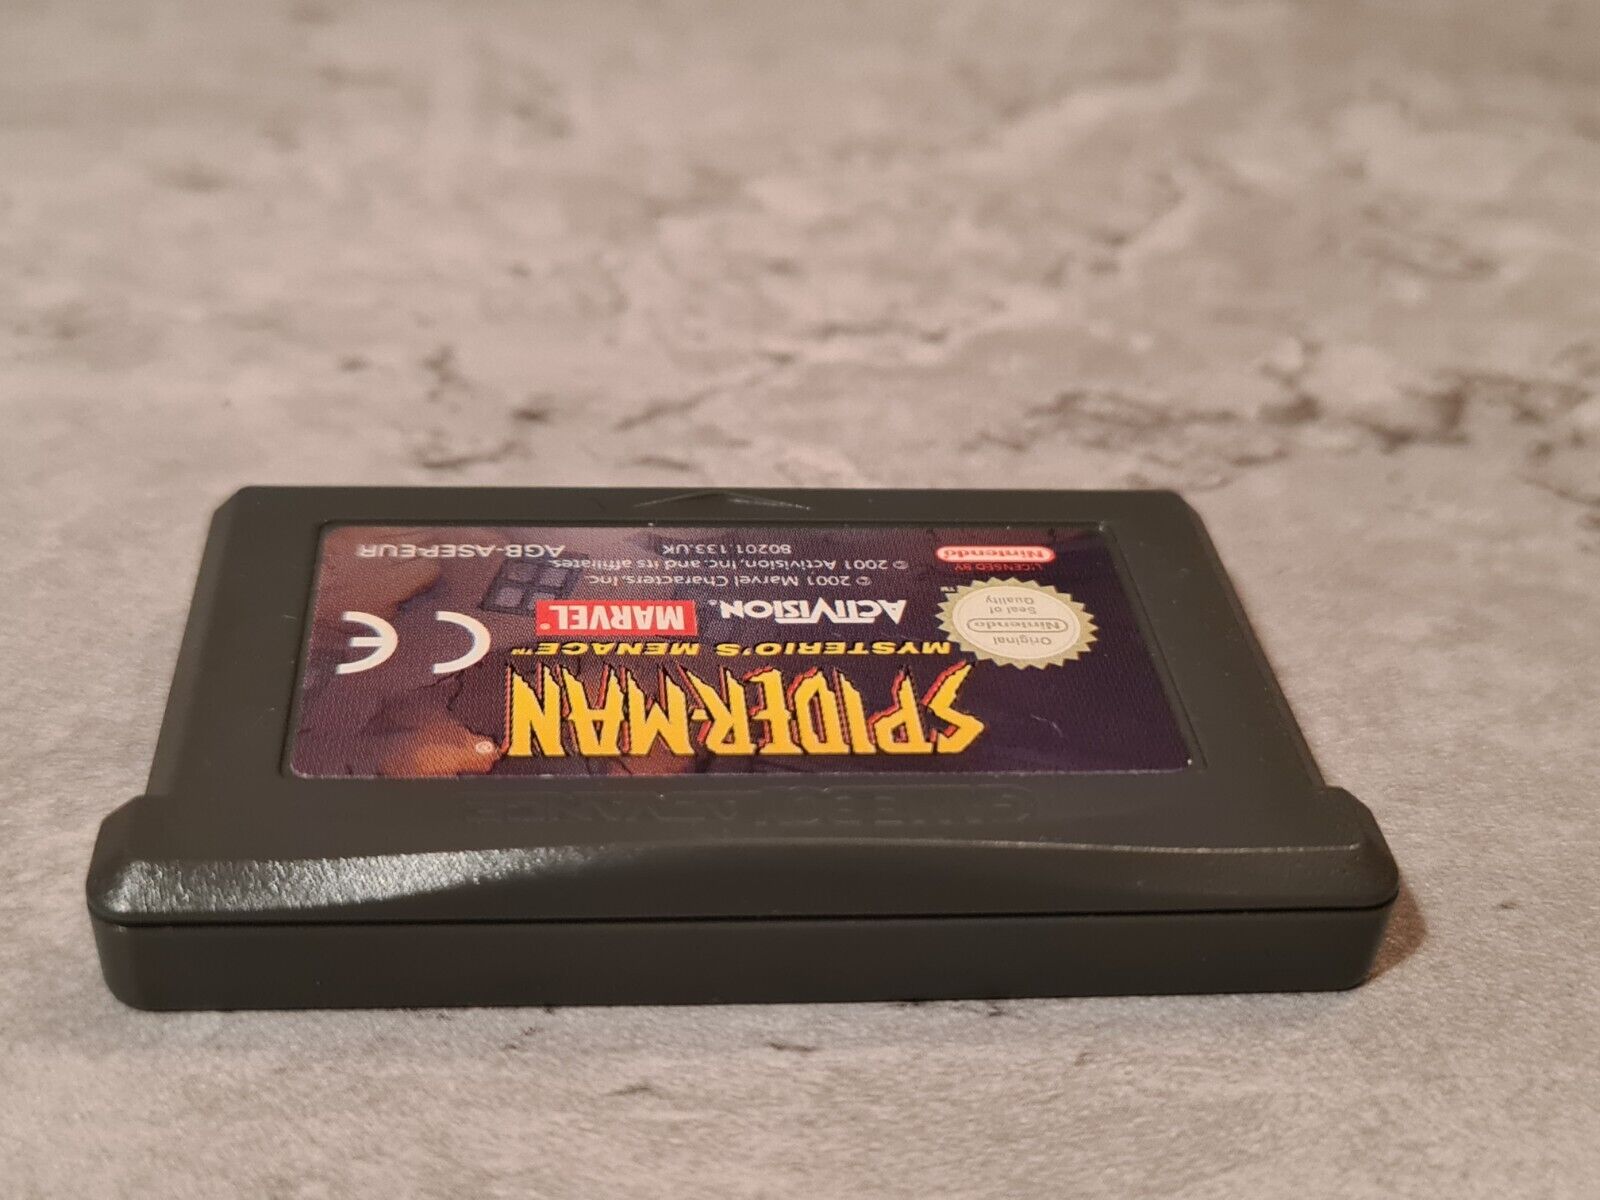 GAME BOY ADVANCE
SPIDER-MAN®
MYSTERIO'S MENACE™
Original
Nintendo
Seal of
Quality
™
ACTIVISION.
MARVEL®
CE
© 2001 Marvel Characters, Inc.
© 2001 Activision, Inc. and its affiliates.
LICENSED BY
Nintendo
80201.133.UK
AGB-ASEP-EUR